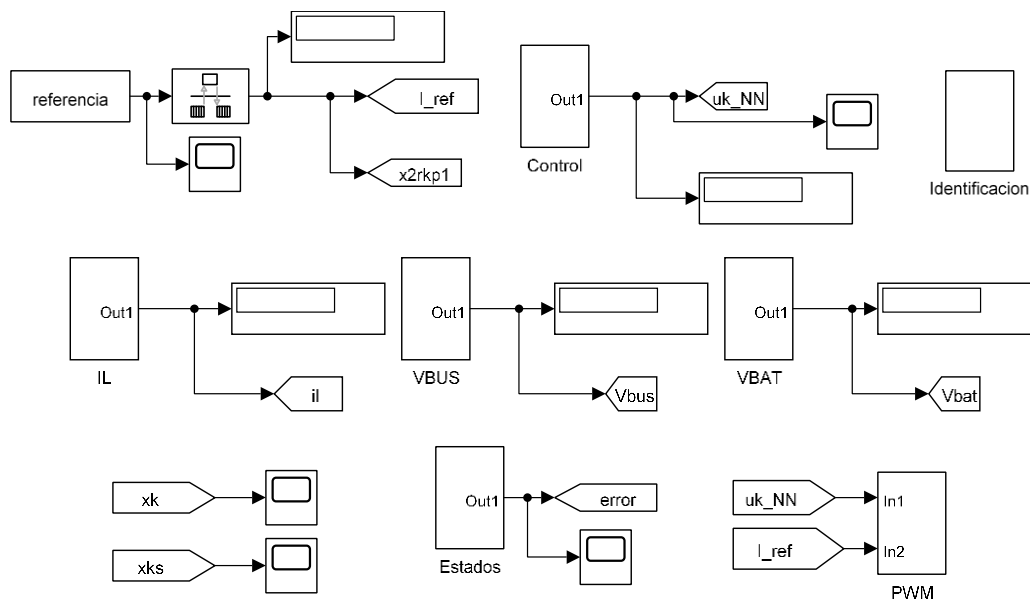 referencia
I_ref
x2rkp1
Out1
Control
uk_NN
Identificacion
Out1
IL
il
Out1
VBUS
Vbus
Out1
VBAT
Vbat
xk
xks
Out1
Estados
error
uk_NN
I_ref
In1
In2
PWM